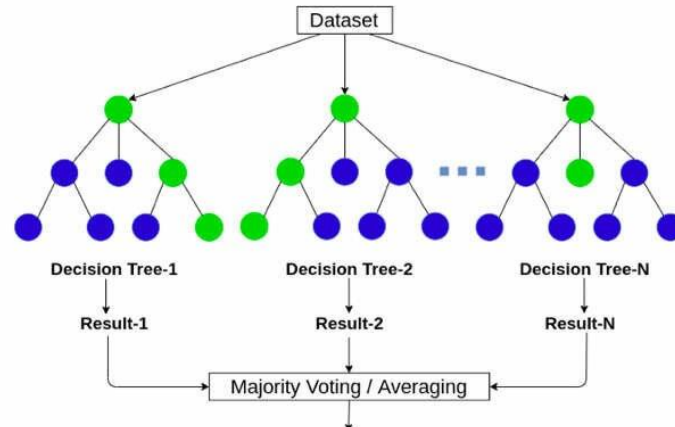 Dataset
Decision Tree-1
Decision Tree-2
Decision Tree-N
Result-1
Result-2
Result-N
Majority Voting / Averaging